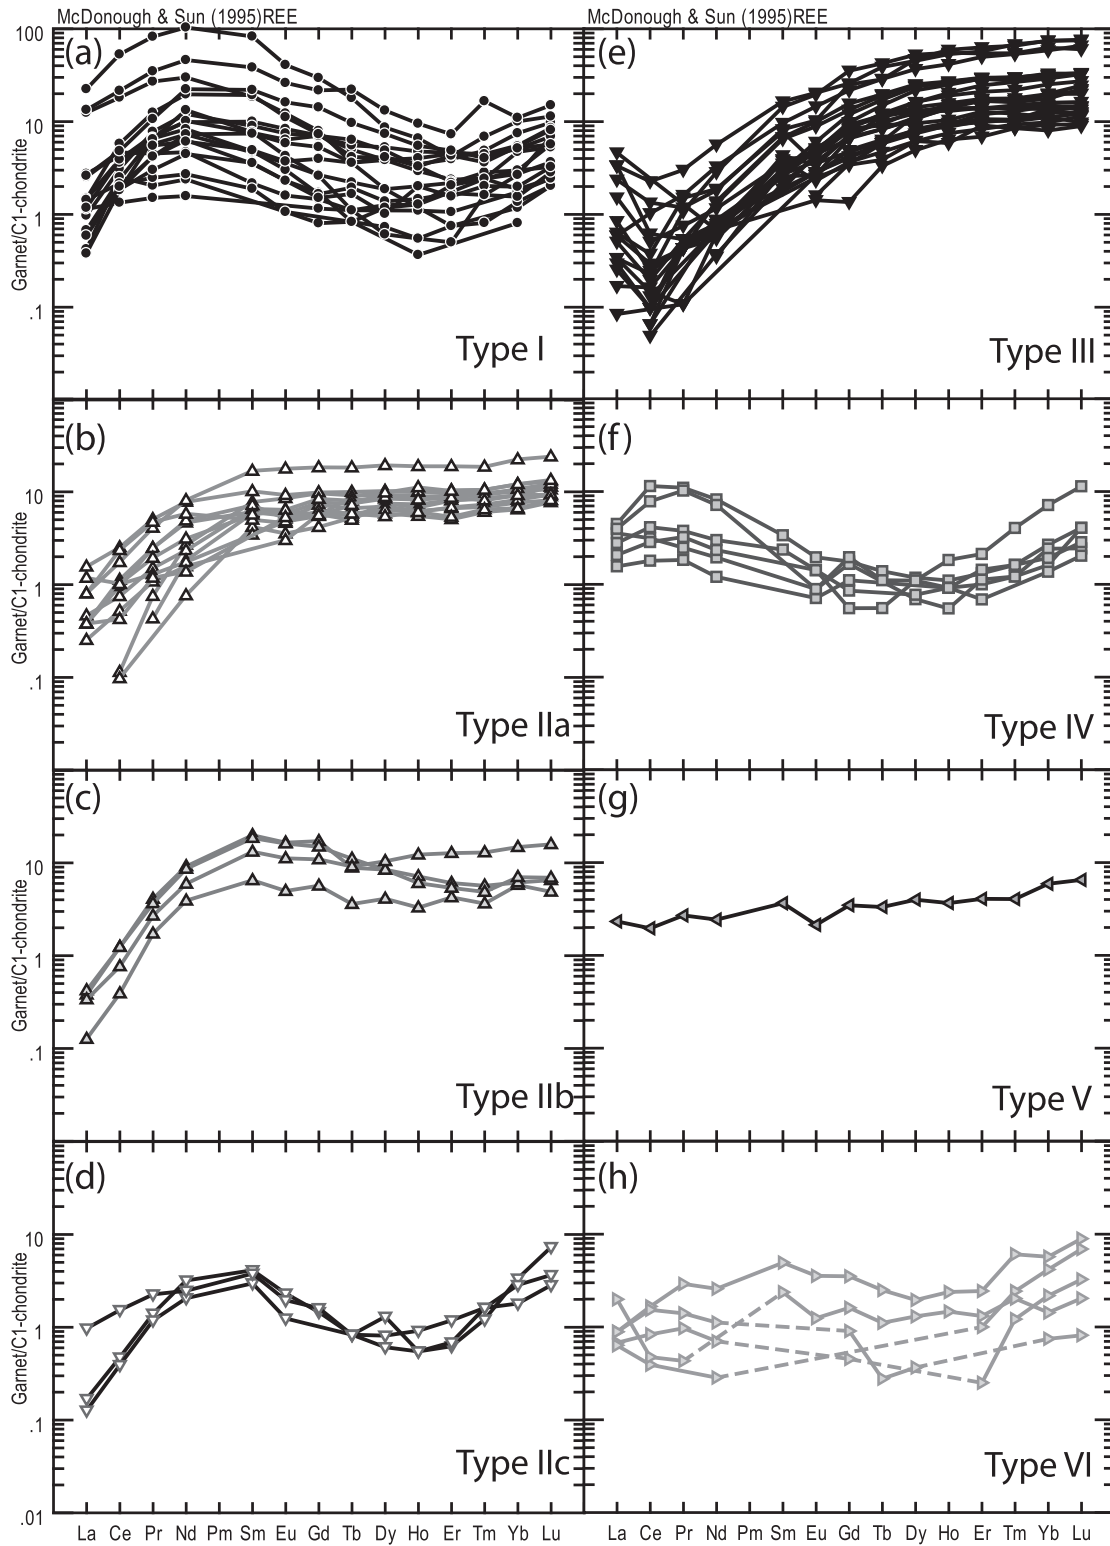 McDonough & Sun (1995)REE
McDonough & Sun (1995)REE
(a)
100
10
1
.1
Garnet/C1-chondrite
Type I
(e)
Type III
(b)
10
1
.1
Garnet/C1-chondrite
Type IIa
(f)
Type IV
(c)
10
1
.1
Garnet/C1-chondrite
Type IIb
(g)
Type V
(d)
10
1
.1
.01
Garnet/C1-chondrite
Type IIc
(h)
Type VI
La Ce Pr Nd Pm Sm Eu Gd Tb Dy Ho Er Tm Yb Lu
La Ce Pr Nd Pm Sm Eu Gd Tb Dy Ho Er Tm Yb Lu